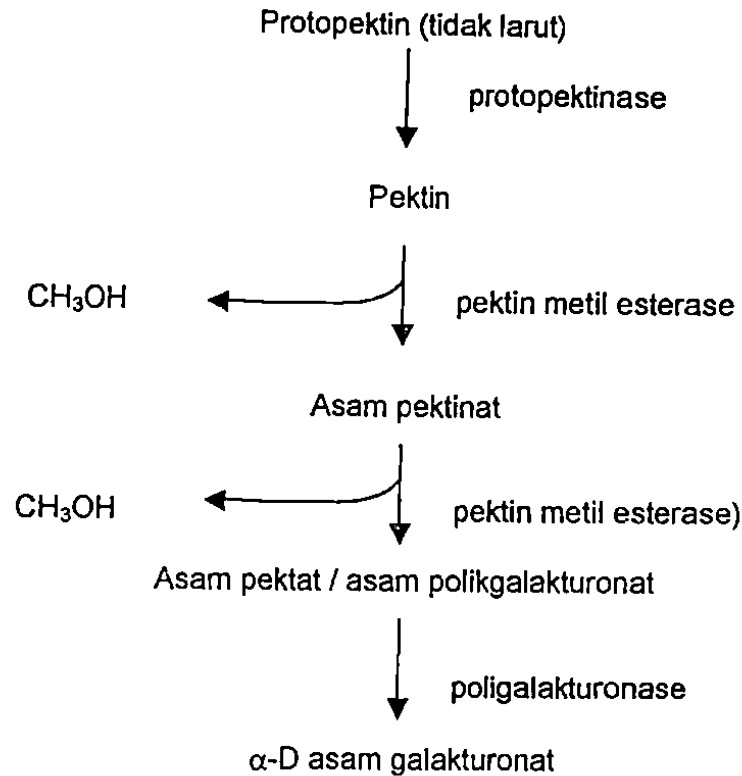 Protopektin (tidak larut)
protopektinase
Pektin
CH₃OH
pektin metil esterase
Asam pektinat
CH₃OH
pektin metil esterase)
Asam pektat / asam polikgalakturonat
poligalakturonase
α-D asam galakturonat